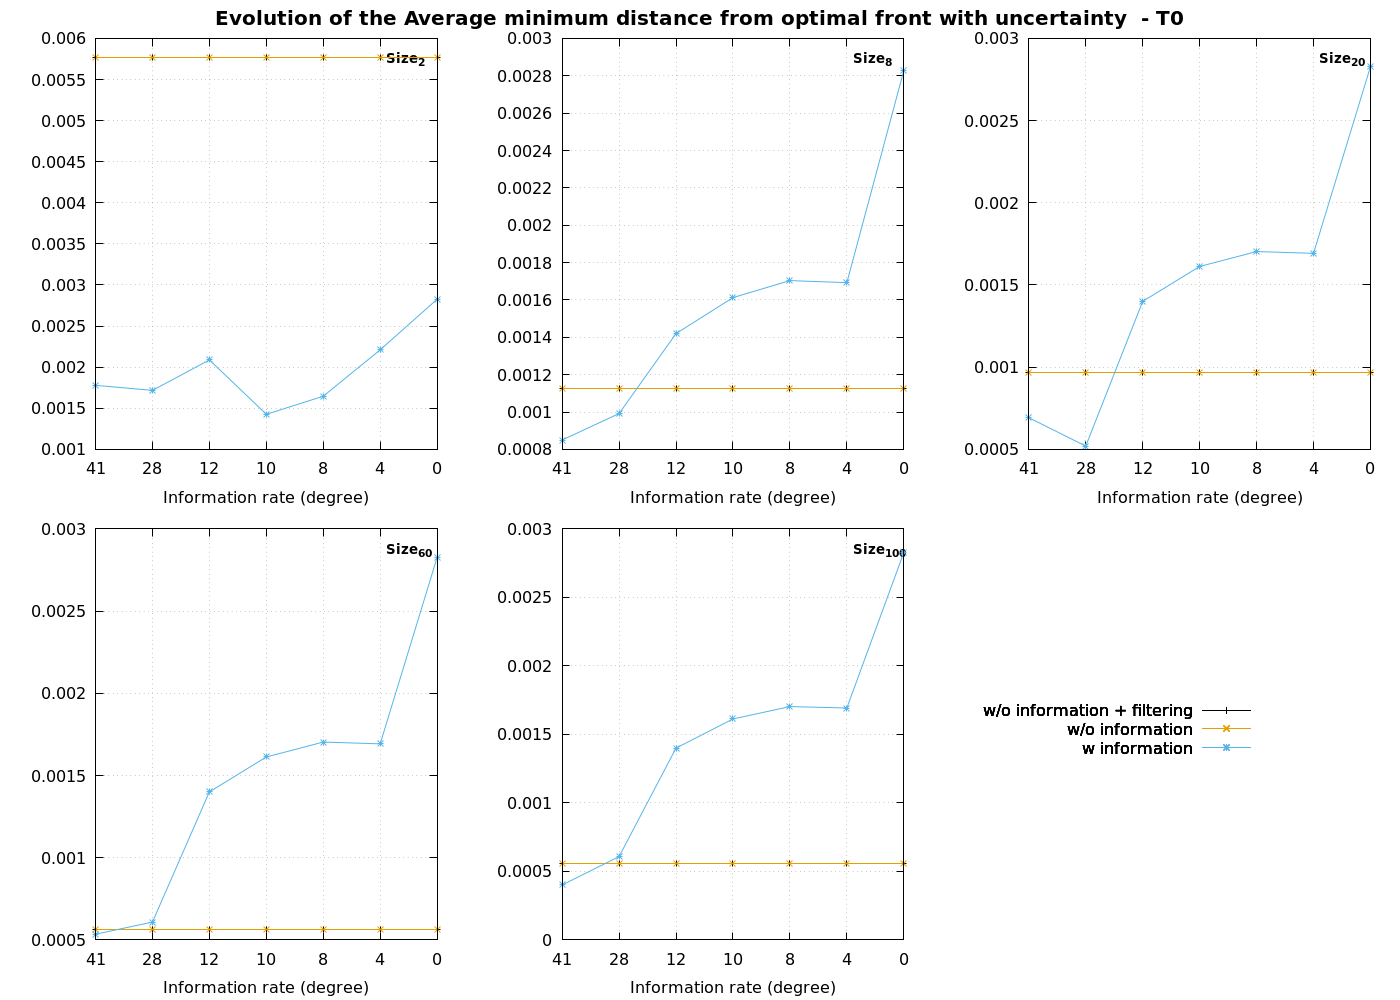 Evolution of the Average minimum distance from optimal front with uncertainty - T0
Size2
0.006
0.0055
0.005
0.0045
0.004
0.0035
0.003
0.0025
0.002
0.0015
0.001
41 28 12 10 8 4 0
Information rate (degree)
Size8
0.003
0.0028
0.0026
0.0024
0.0022
0.002
0.0018
0.0016
0.0014
0.0012
0.001
0.0008
41 28 12 10 8 4 0
Information rate (degree)
Size20
0.003
0.0025
0.002
0.0015
0.001
0.0005
41 28 12 10 8 4 0
Information rate (degree)
Size60
0.003
0.0025
0.002
0.0015
0.001
0.0005
41 28 12 10 8 4 0
Information rate (degree)
Size100
0.003
0.0025
0.002
0.0015
0.001
0.0005
0
41 28 12 10 8 4 0
Information rate (degree)
w/o information + filtering
w/o information
w information